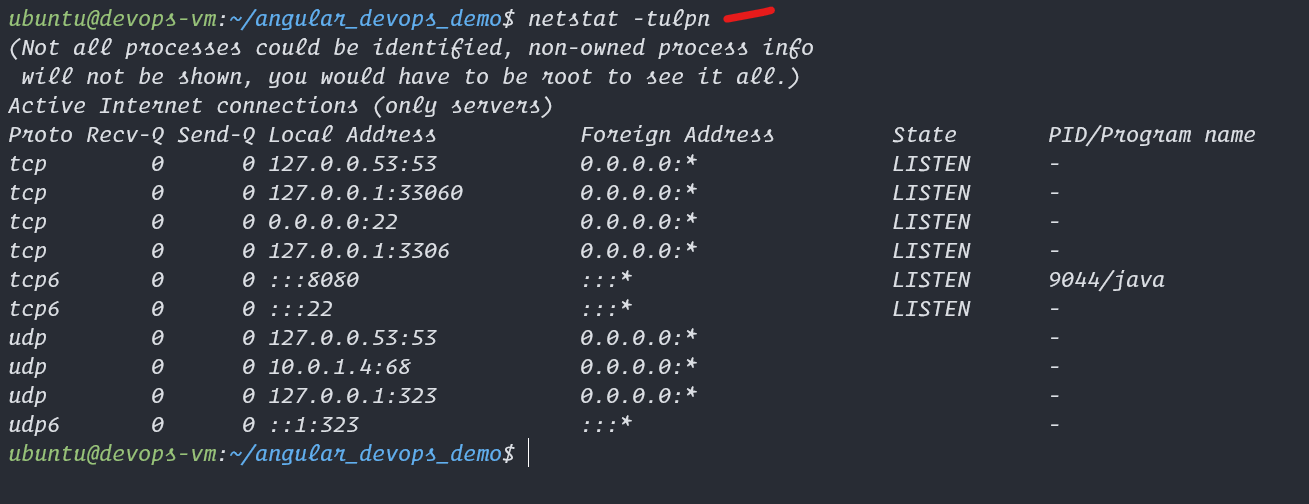 ubuntu@devops-vm:~/angular_devops_demo$ netstat -tulpn
(Not all processes could be identified, non-owned process info
 will not be shown, you would have to be root to see it all.)
Active Internet connections (only servers)
Proto Recv-Q Send-Q Local Address           Foreign Address         State       PID/Program name
tcp        0      0 127.0.0.53:53           0.0.0.0:*               LISTEN      -
tcp        0      0 127.0.0.1:33060         0.0.0.0:*               LISTEN      -
tcp        0      0 0.0.0.0:22              0.0.0.0:*               LISTEN      -
tcp        0      0 127.0.0.1:3306          0.0.0.0:*               LISTEN      -
tcp6       0      0 :::8080                 :::*                    LISTEN      9044/java
tcp6       0      0 :::22                   :::*                    LISTEN      -
udp        0      0 127.0.0.53:53           0.0.0.0:*                           -
udp        0      0 10.0.1.4:68             0.0.0.0:*                           -
udp        0      0 127.0.0.1:323           0.0.0.0:*                           -
udp6       0      0 ::1:323                 :::*                                -
ubuntu@devops-vm:~/angular_devops_demo$